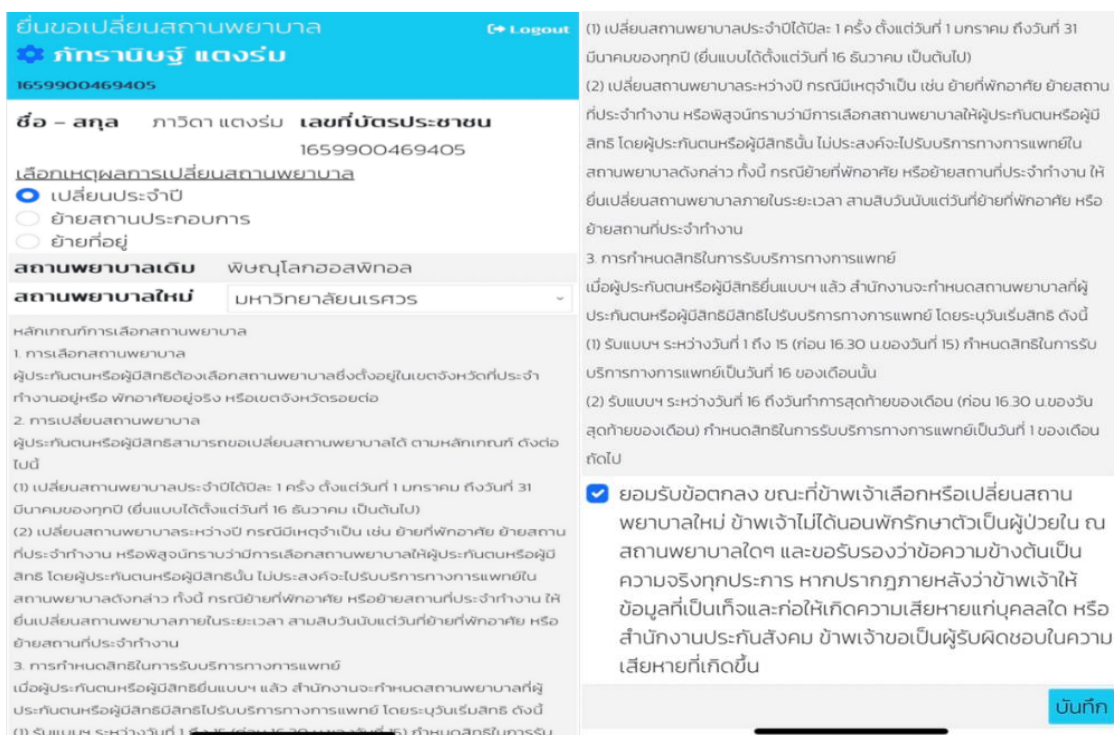 ยื่นขอเปลี่ยนสถานพยาบาล
Logout
ภัทรานิษฐ์ แตงร่ม
1659900469405
ชื่อ – สกุล ภาวิดา แตงร่ม เลขที่บัตรประชาชน
1659900469405
เลือกเหตุผลการเปลี่ยนสถานพยาบาล
เปลี่ยนประจำปี
ย้ายสถานประกอบการ
ย้ายที่อยู่
สถานพยาบาลเดิม พิษณุโลกฮอสพิทอล
สถานพยาบาลใหม่ มหาวิทยาลัยนเรศวร
หลักเกณฑ์การเลือกสถานพยาบาล
1. การเลือกสถานพยาบาล
ผู้ประกันตนหรือผู้มีสิทธิต้องเลือกสถานพยาบาลซึ่งตั้งอยู่ในเขตจังหวัดที่ประจำ
ทำงานอยู่หรือ พักอาศัยอยู่จริง หรือเขตจังหวัดรอยต่อ
2. การเปลี่ยนสถานพยาบาล
ผู้ประกันตนหรือผู้มีสิทธิสามารถขอเปลี่ยนสถานพยาบาลได้ ตามหลักเกณฑ์ ดังต่อ
ไปนี้
(1) เปลี่ยนสถานพยาบาลประจำปีได้ปีละ 1 ครั้ง ตั้งแต่วันที่ 1 มกราคม ถึงวันที่ 31
มีนาคมของทุกปี (ยื่นแบบได้ตั้งแต่วันที่ 16 ธันวาคม เป็นต้นไป)
(2) เปลี่ยนสถานพยาบาลระหว่างปี กรณีมีเหตุจำเป็น เช่น ย้ายที่พักอาศัย ย้ายสถาน
ที่ประจำทำงาน หรือพิสูจน์ทราบว่ามีการเลือกสถานพยาบาลให้ผู้ประกันตนหรือผู้มี
สิทธิ โดยผู้ประกันตนหรือผู้มีสิทธินั้น ไม่ประสงค์จะไปรับบริการทางการแพทย์ใน
สถานพยาบาลดังกล่าว ทั้งนี้ กรณีย้ายที่พักอาศัย หรือย้ายสถานที่ประจำทำงาน ให้
ยื่นเปลี่ยนสถานพยาบาลภายในระยะเวลา สามสิบวันนับแต่วันที่ย้ายที่พักอาศัย หรือ
ย้ายสถานที่ประจำทำงาน
3. การกำหนดสิทธิในการรับบริการทางการแพทย์
เมื่อผู้ประกันตนหรือผู้มีสิทธิยื่นแบบฯ แล้ว สำนักงานจะกำหนดสถานพยาบาลที่ผู้
ประกันตนหรือผู้มีสิทธิมีสิทธิไปรับบริการทางการแพทย์ โดยระบุวันเริ่มสิทธิ ดังนี้
(1) รับแบบฯ ระหว่างวันที่ 1 ถึง 15 (ก่อน 16.30 น.ของวันที่ 15) กำหนดสิทธิในการรับ
(1) เปลี่ยนสถานพยาบาลประจำปีได้ปีละ 1 ครั้ง ตั้งแต่วันที่ 1 มกราคม ถึงวันที่ 31
มีนาคมของทุกปี (ยื่นแบบได้ตั้งแต่วันที่ 16 ธันวาคม เป็นต้นไป)
(2) เปลี่ยนสถานพยาบาลระหว่างปี กรณีมีเหตุจำเป็น เช่น ย้ายที่พักอาศัย ย้ายสถาน
ที่ประจำทำงาน หรือพิสูจน์ทราบว่ามีการเลือกสถานพยาบาลให้ผู้ประกันตนหรือผู้มี
สิทธิ โดยผู้ประกันตนหรือผู้มีสิทธินั้น ไม่ประสงค์จะไปรับบริการทางการแพทย์ใน
สถานพยาบาลดังกล่าว ทั้งนี้ กรณีย้ายที่พักอาศัย หรือย้ายสถานที่ประจำทำงาน ให้
ยื่นเปลี่ยนสถานพยาบาลภายในระยะเวลา สามสิบวันนับแต่วันที่ย้ายที่พักอาศัย หรือ
ย้ายสถานที่ประจำทำงาน
3. การกำหนดสิทธิในการรับบริการทางการแพทย์
เมื่อผู้ประกันตนหรือผู้มีสิทธิยื่นแบบฯ แล้ว สำนักงานจะกำหนดสถานพยาบาลที่ผู้
ประกันตนหรือผู้มีสิทธิมีสิทธิไปรับบริการทางการแพทย์ โดยระบุวันเริ่มสิทธิ ดังนี้
(1) รับแบบฯ ระหว่างวันที่ 1 ถึง 15 (ก่อน 16.30 น.ของวันที่ 15) กำหนดสิทธิในการรับ
บริการทางการแพทย์เป็นวันที่ 16 ของเดือนนั้น
(2) รับแบบฯ ระหว่างวันที่ 16 ถึงวันทำการสุดท้ายของเดือน (ก่อน 16.30 น.ของวัน
สุดท้ายของเดือน) กำหนดสิทธิในการรับบริการทางการแพทย์เป็นวันที่ 1 ของเดือน
ถัดไป
ยอมรับข้อตกลง ขณะที่ข้าพเจ้าเลือกหรือเปลี่ยนสถาน
พยาบาลใหม่ ข้าพเจ้าไม่ได้นอนพักรักษาตัวเป็นผู้ป่วยใน ณ
สถานพยาบาลใดๆ และขอรับรองว่าข้อความข้างต้นเป็น
ความจริงทุกประการ หากปรากฎภายหลังว่าข้าพเจ้าให้
ข้อมูลที่เป็นเท็จและก่อให้เกิดความเสียหายแก่บุคลลใด หรือ
สำนักงานประกันสังคม ข้าพเจ้าขอเป็นผู้รับผิดชอบในความ
เสียหายที่เกิดขึ้น
บันทึก